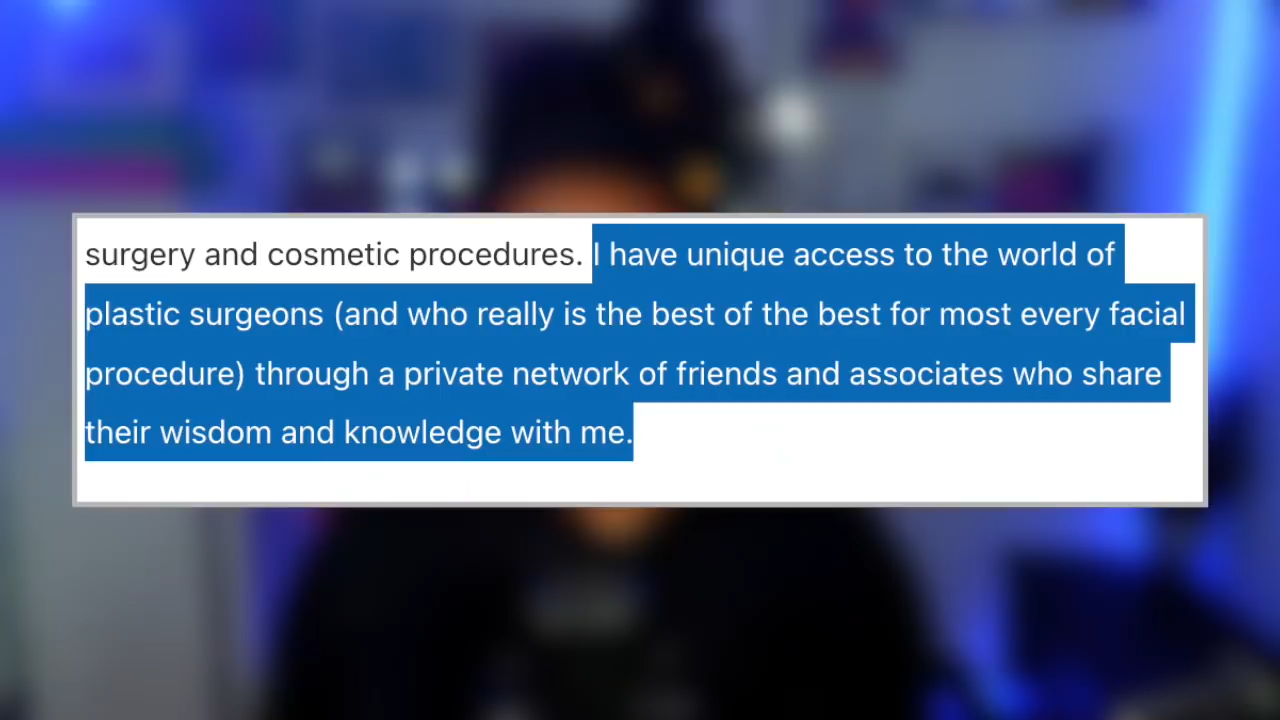 surgery and cosmetic procedures. I have unique access to the world of
plastic surgeons (and who really is the best of the best for most every facial
procedure) through a private network of friends and associates who share
their wisdom and knowledge with me.